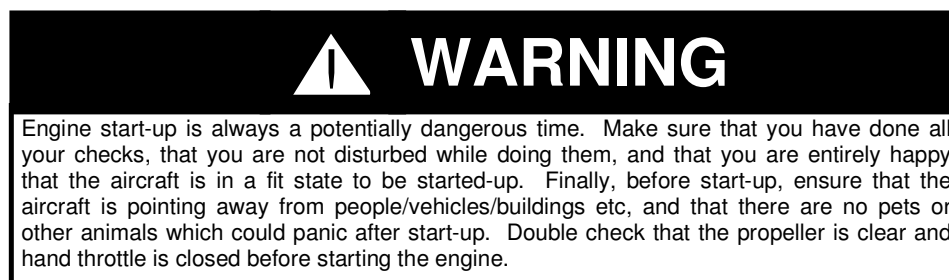 WARNING
Engine start-up is always a potentially dangerous time. Make sure that you have done all
your checks, that you are not disturbed while doing them, and that you are entirely happy
that the aircraft is in a fit state to be started-up. Finally, before start-up, ensure that the
aircraft is pointing away from people/vehicles/buildings etc, and that there are no pets or
other animals which could panic after start-up. Double check that the propeller is clear and
hand throttle is closed before starting the engine.